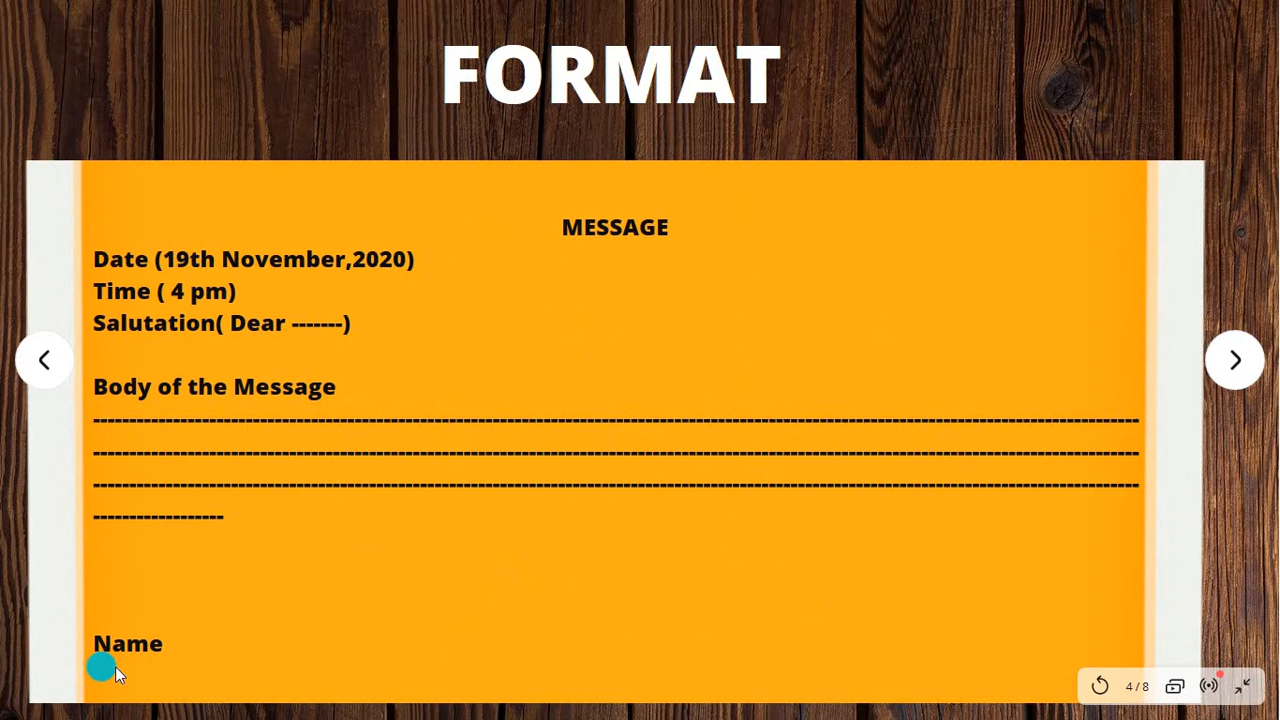 FORMAT
MESSAGE
Date (19th November,2020)
Time ( 4 pm)
Salutation( Dear -------)
Body of the Message
------------------------------------------------------------------------------------------------------------------------------------------------
------------------------------------------------------------------------------------------------------------------------------------------------
------------------------------------------------------------------------------------------------------------------------------------------------
------------------
Name
4 / 8